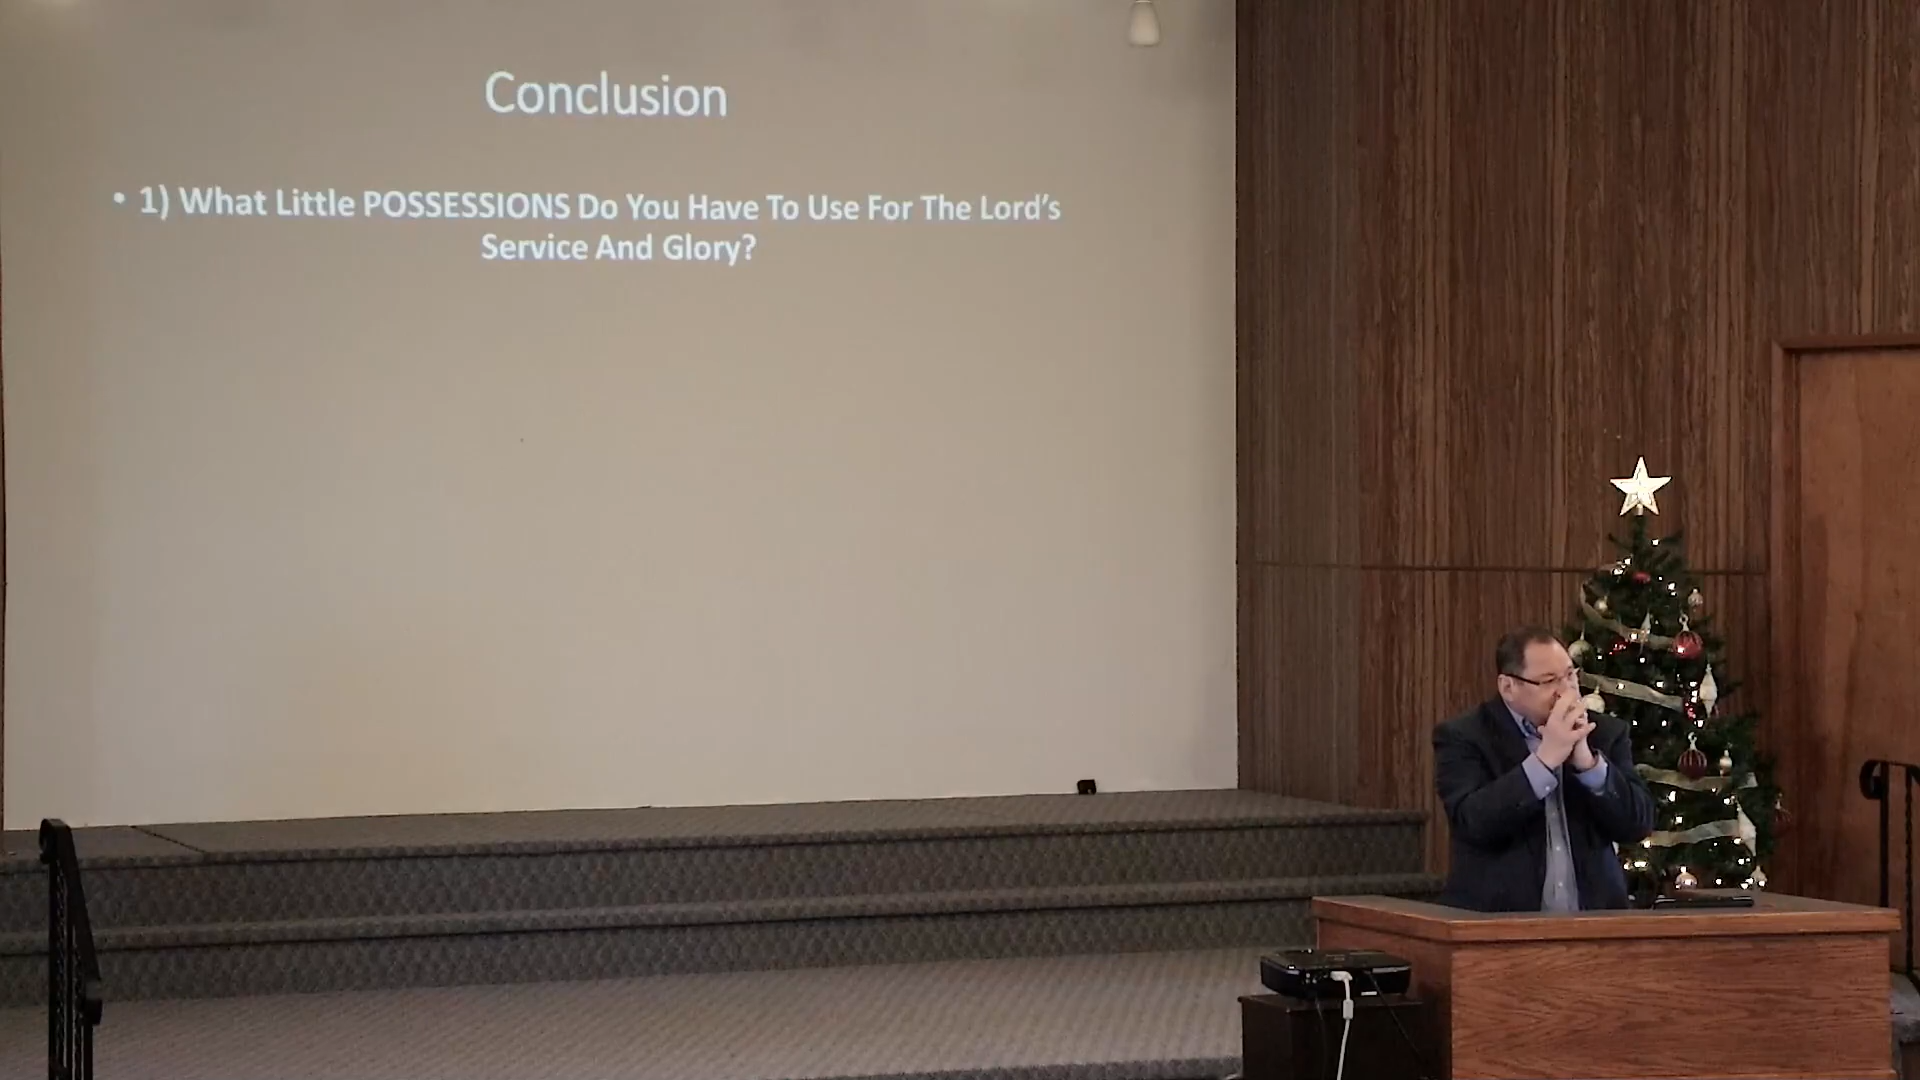 Conclusion
• 1) What Little POSSESSIONS Do You Have To Use For The Lord's
Service And Glory?